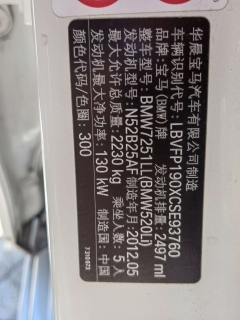 华晨宝马汽车有限公司制造
车辆识别代号: LBVFP190XCSE93760
品牌: 宝马(BMW)牌
整车型号: BMW7251LL(BMW520Li)
发动机型号: N52B25AF 制造年月: 2012.05
最大允许总质量: 2230 kg 乘坐人数: 5人
发动机最大净功率: 130 kW 发动机排量: 2497 ml
颜色代码/色圈: 300 制造国: 中国
7310673